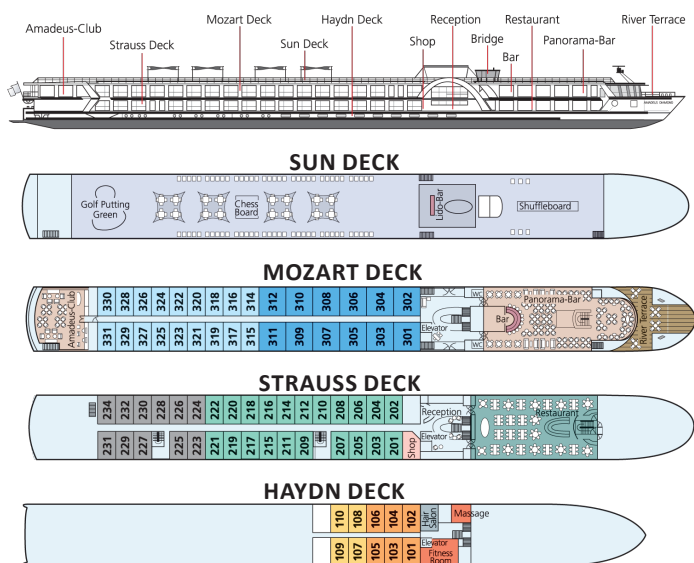 Amadeus-Club
Strauss Deck
Mozart Deck
Sun Deck
Haydn Deck
Shop
Reception
Bridge
Bar
Restaurant
Panorama-Bar
River Terrace
SUN DECK
Golf Putting
Green
Chess
Board
Lido-Bar
Shuffleboard
MOZART DECK
Amadeus-Club
330 328 326 324 322 320 318 316 314 312 310 308 306 304 302
331 329 327 325 323 321 319 317 315 311 309 307 305 303 301
WC
Elevator
WC
Panorama-Bar
Bar
River Terrace
STRAUSS DECK
234 232 230 228 226 224 222 220 218 216 214 212 210 208 206 204 202
231 229 227 225 223 221 219 217 215 211 209 207 205 203 201
Shop
Reception
Elevator
Restaurant
HAYDN DECK
110 108 106 104 102
109 107 105 103 101
Hair
Salon
Massage
Elevator
Fitness
Room